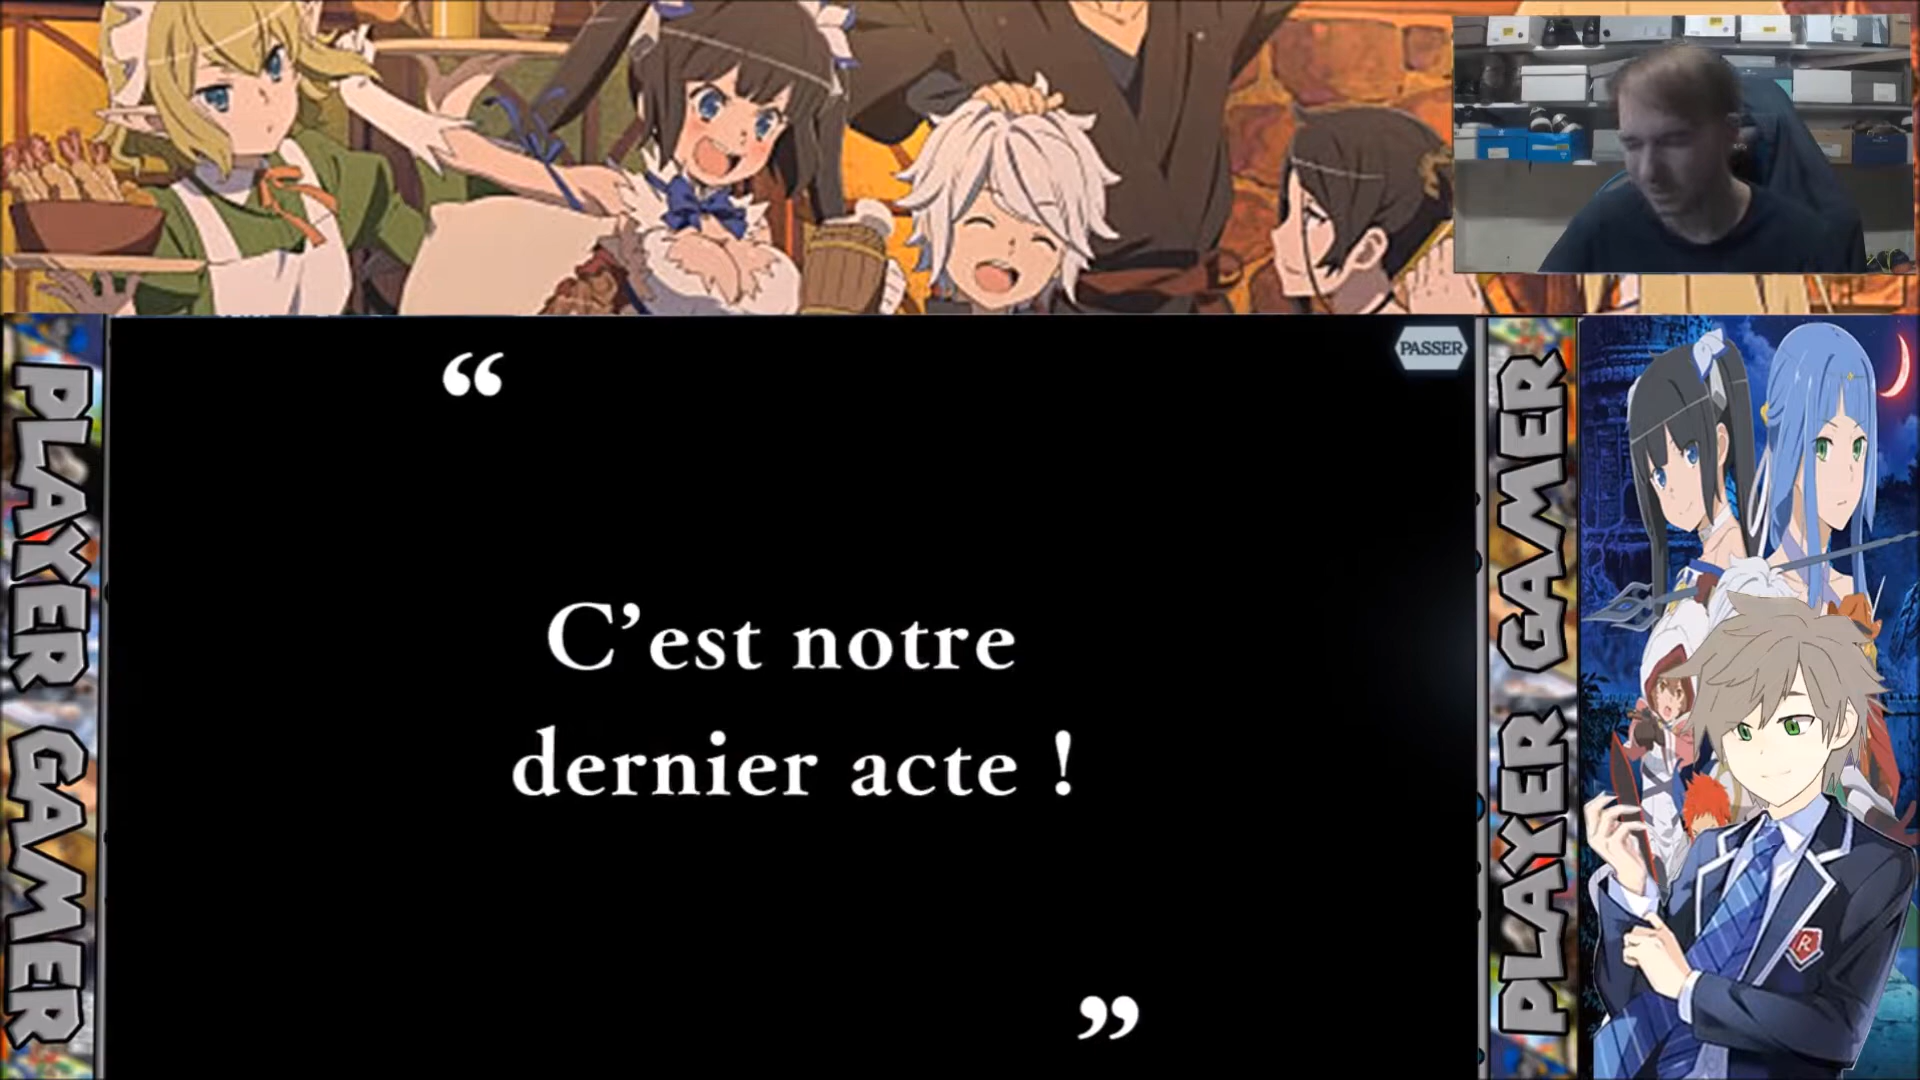 PASSER
“
C’est notre
dernier acte !
”
PLAYER GAMER
PLAYER GAMER
R